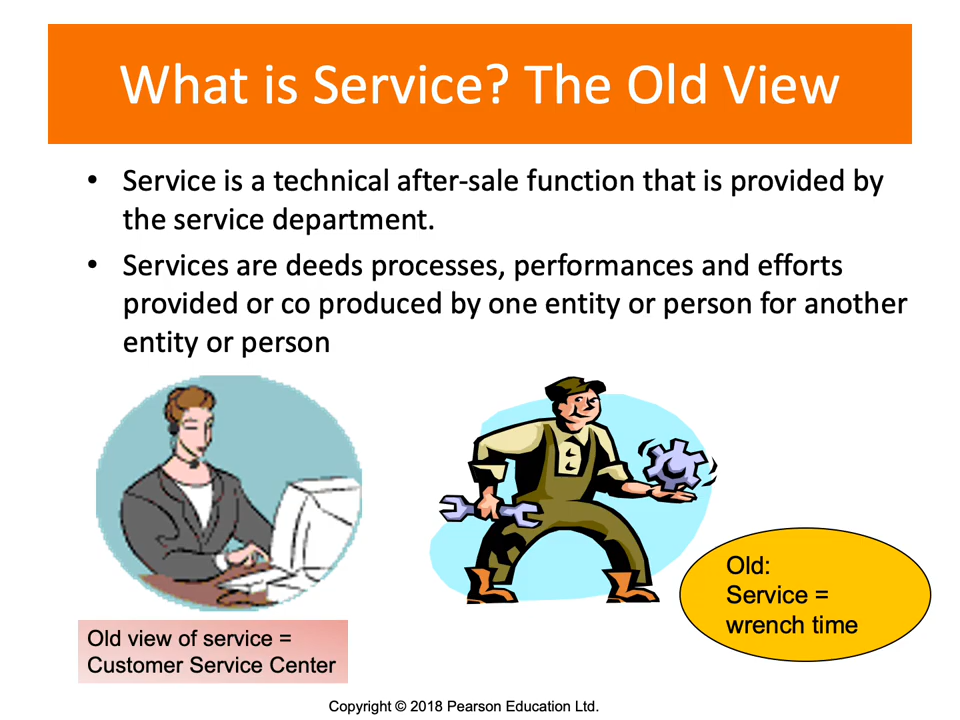 What is Service? The Old View
• Service is a technical after-sale function that is provided by
the service department.
• Services are deeds processes, performances and efforts
provided or co produced by one entity or person for another
entity or person
Old:
Service =
wrench time
Old view of service =
Customer Service Center
Copyright © 2018 Pearson Education Ltd.